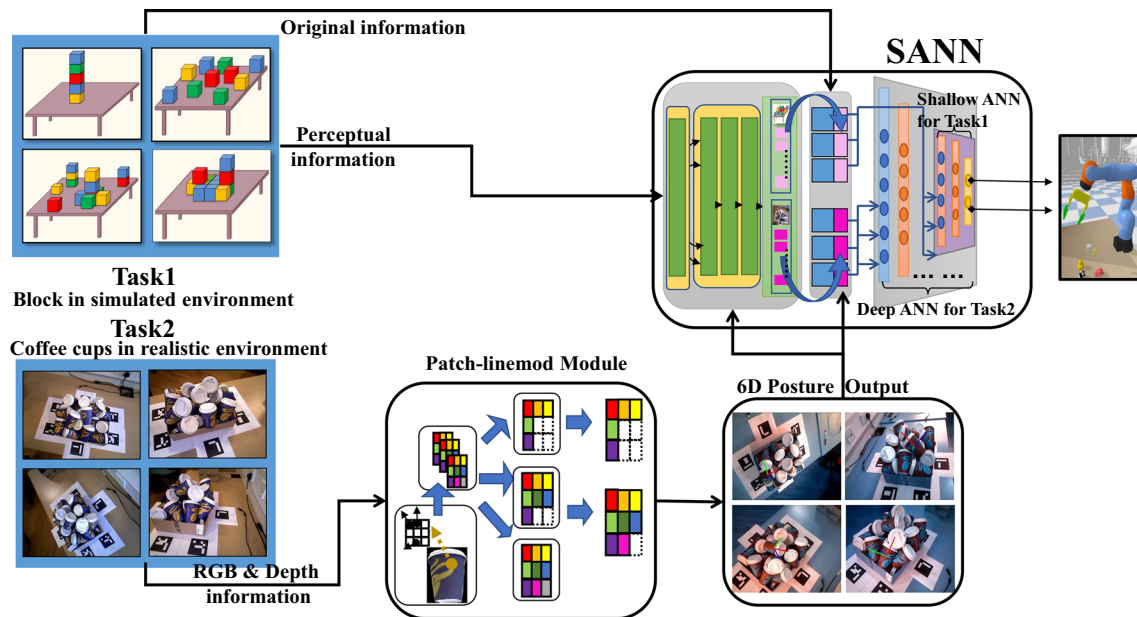 Original information
SANN
Shallow ANN
for Task1
Perceptual
information
Task1
Block in simulated environment
Deep ANN for Task2
Task2
Coffee cups in realistic environment
Patch-linemod Module
6D Posture Output
RGB & Depth
information